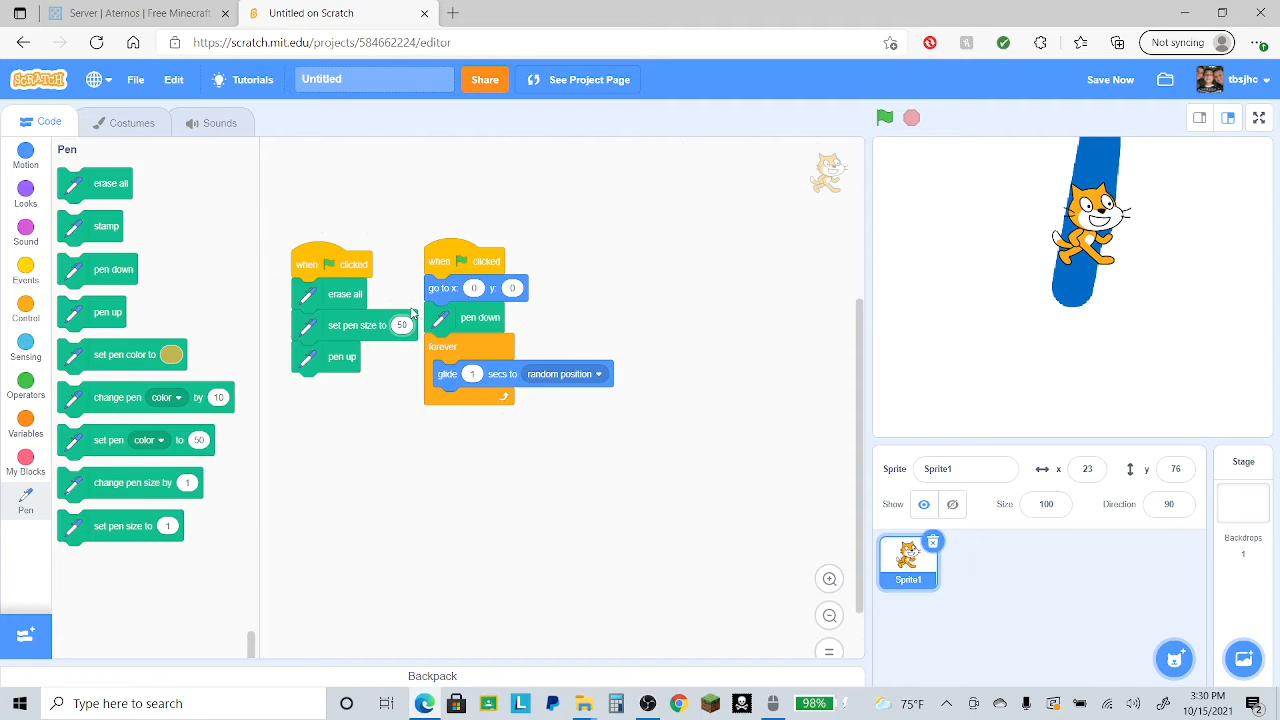 Server | Aternos | Free Minecraft
Untitled on Scratch
https://scratch.mit.edu/projects/584662224/editor
Not syncing
SCRATCH
File
Edit
Tutorials
Untitled
Share
See Project Page
Save Now
tbsjhc
Code
Costumes
Sounds
Motion
Looks
Sound
Events
Control
Sensing
Operators
Variables
My Blocks
Pen
Pen
erase all
stamp
pen down
pen up
set pen color to
change pen color by 10
set pen color to 50
change pen size by 1
set pen size to 1
when clicked
erase all
set pen size to 50
pen up
when clicked
go to x: 0 y: 0
pen down
forever
glide 1 secs to random position
Sprite
Sprite1
x
23
y
76
Show
Size
100
Direction
90
Sprite1
Stage
Backdrops
1
Backpack
Type here to search
98%
75°F
3:30 PM
10/15/2021
2